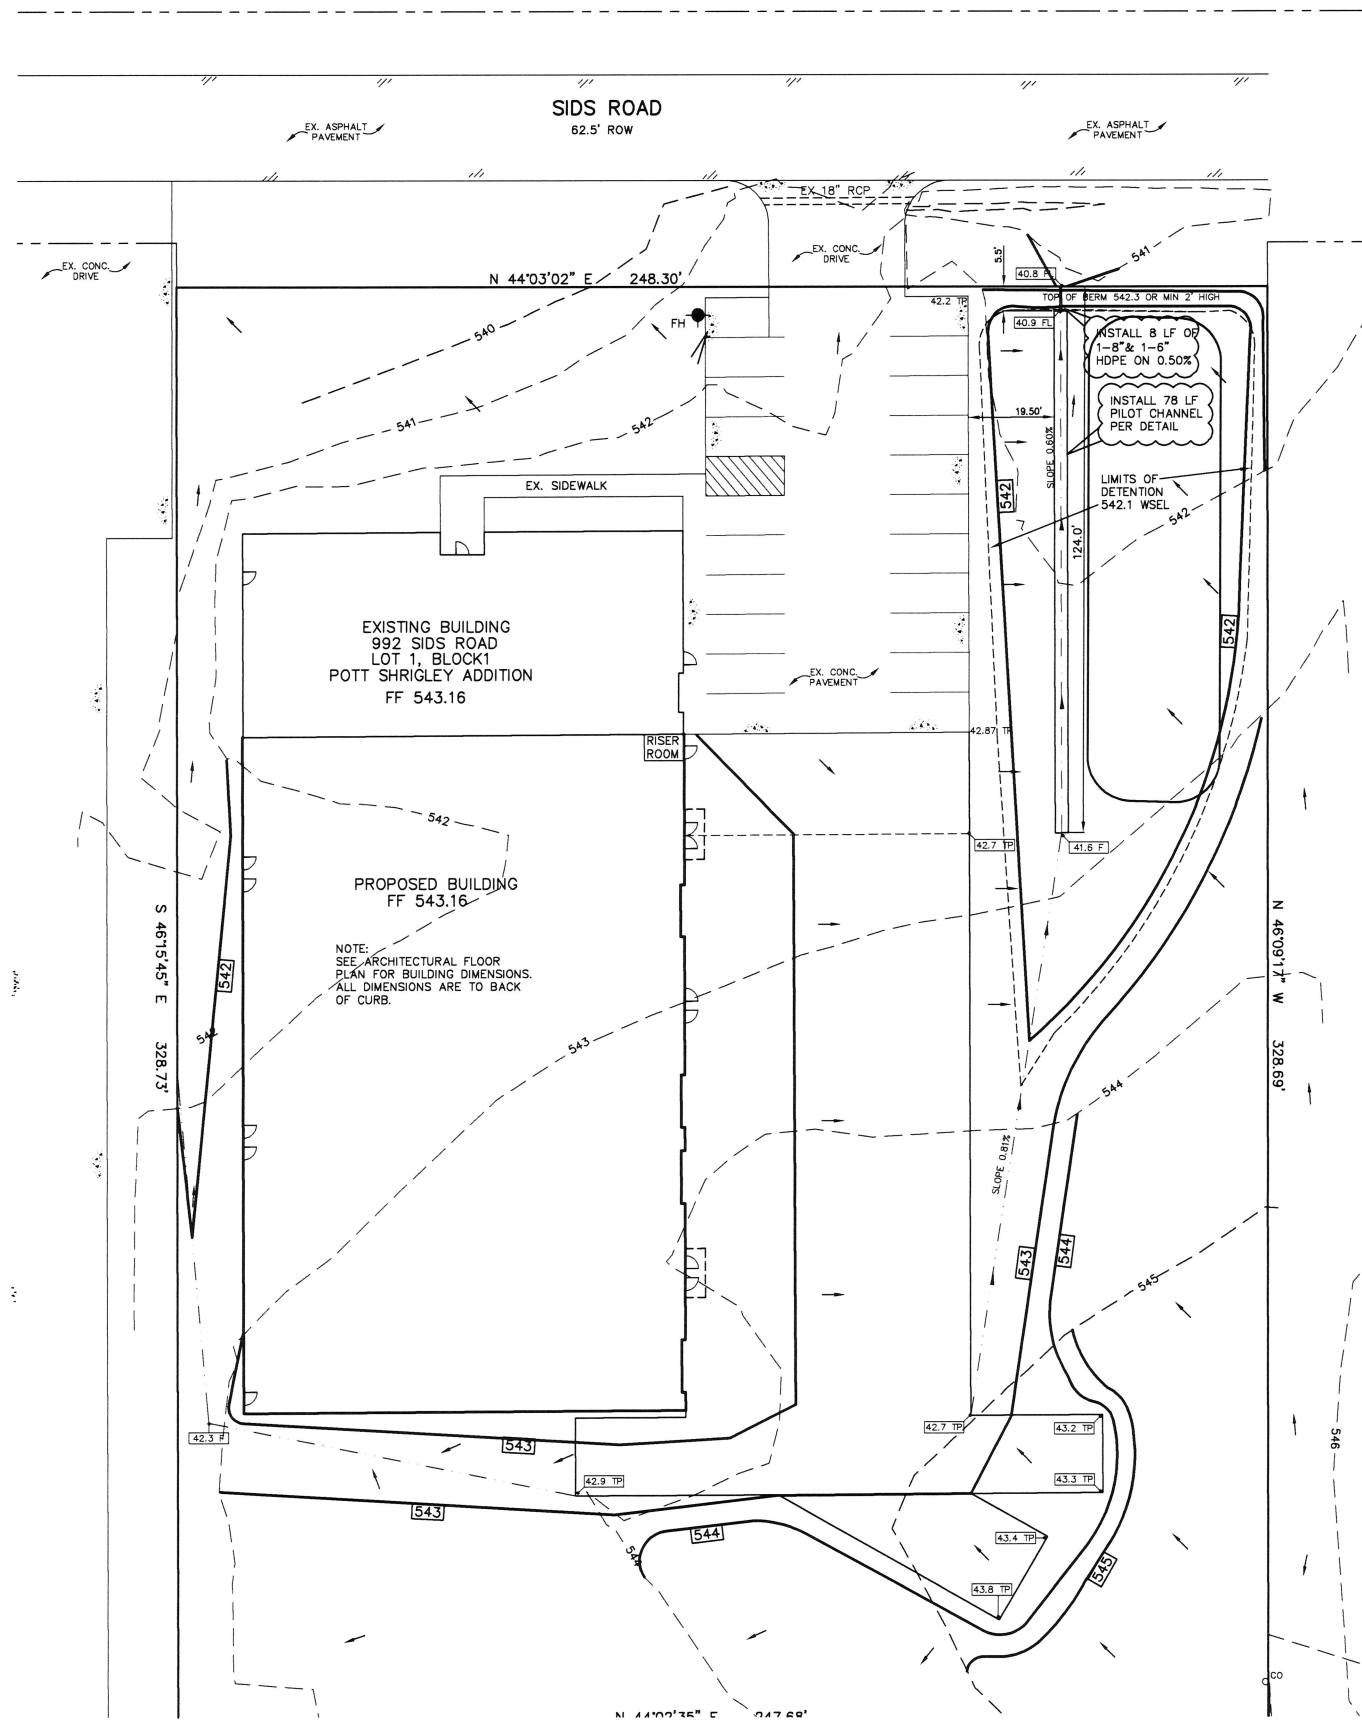 SIDS ROAD
62.5' ROW
EX. ASPHALT
PAVEMENT
EX. ASPHALT
PAVEMENT
EX 18" RCP
EX. CONC.
DRIVE
EX. CONC.
DRIVE
541
5.5'
N 44°03'02" E 248.30'
40.8 FL
42.2 TP
TOP OF BERM 542.3 OR MIN 2' HIGH
FH
40.9 FL
540
INSTALL 8 LF OF
1-8"& 1-6"
HDPE ON 0.50%
INSTALL 78 LF
PILOT CHANNEL
PER DETAIL
19.50'
541
542
SLOPE 0.60%
EX. SIDEWALK
542
LIMITS OF
DETENTION
542.1 WSEL
542
124.0'
EXISTING BUILDING
992 SIDS ROAD
LOT 1, BLOCK1
POTT SHRIGLEY ADDITION
FF 543.16
542
EX. CONC.
PAVEMENT
RISER
ROOM
42.87 TP
542
42.7 TP
41.6 F
PROPOSED BUILDING
FF 543.16
NOTE:
SEE ARCHITECTURAL FLOOR
PLAN FOR BUILDING DIMENSIONS.
ALL DIMENSIONS ARE TO BACK
OF CURB.
S 46°15'45" E 328.73'
542
542
543
N 46°09'17" W 328.69'
544
SLOPE 0.81%
543
544
545
42.3 F
543
42.7 TP
43.2 TP
546
42.9 TP
43.3 TP
543
544
544
43.4 TP
43.8 TP
545
CO
N 44°02'35" E 247.68'